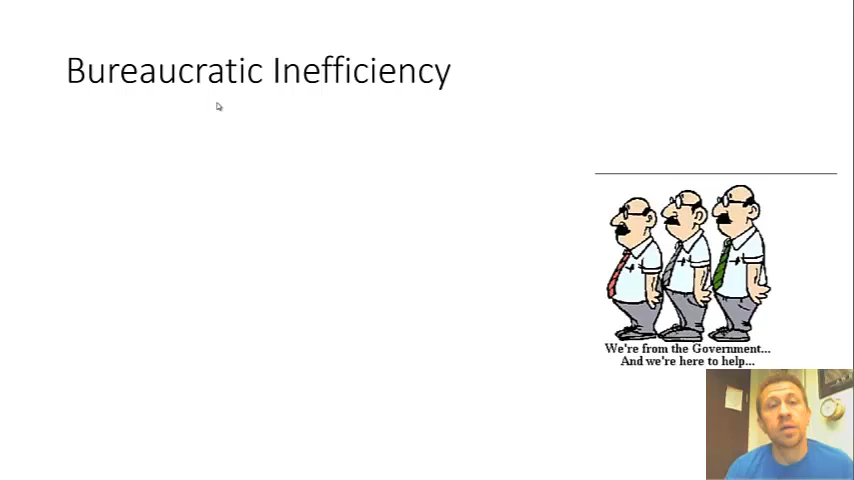 Bureaucratic Inefficiency
We're from the Government...
And we're here to help...